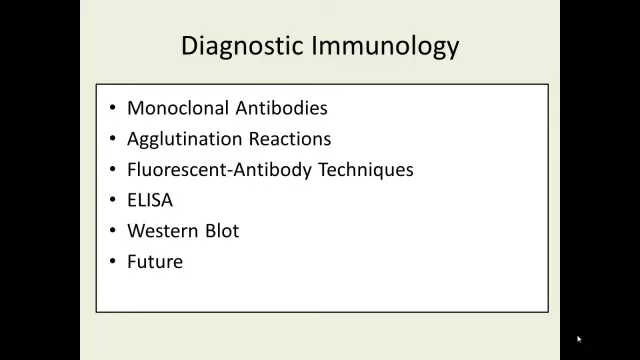 Diagnostic Immunology
• Monoclonal Antibodies
• Agglutination Reactions
• Fluorescent-Antibody Techniques
• ELISA
• Western Blot
• Future